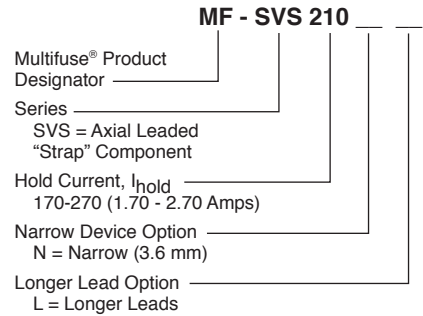 MF - SVS 210 __ __
Multifuse® Product
Designator
Series
SVS = Axial Leaded
“Strap” Component
Hold Current, Ihold
170-270 (1.70 - 2.70 Amps)
Narrow Device Option
N = Narrow (3.6 mm)
Longer Lead Option
L = Longer Leads